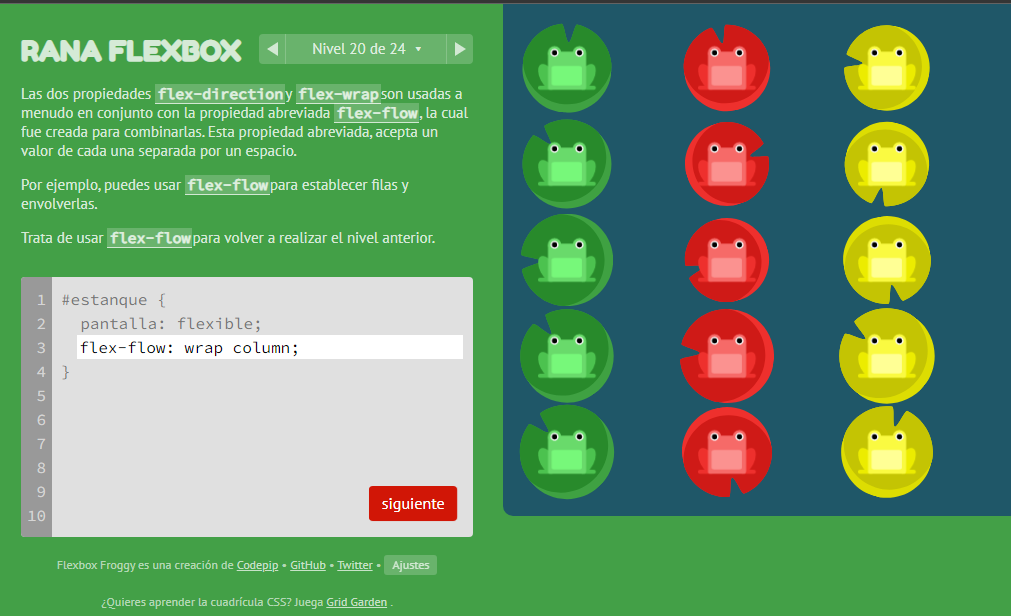 RANA FLEXBOX
Nivel 20 de 24
Las dos propiedades flex-direction y flex-wrap son usadas a
menudo en conjunto con la propiedad abreviada flex-flow, la cual
fue creada para combinarlas. Esta propiedad abreviada, acepta un
valor de cada una separada por un espacio.
Por ejemplo, puedes usar flex-flow para establecer filas y
envolverlas.
Trata de usar flex-flow para volver a realizar el nivel anterior.
1 #estanque {
2 pantalla: flexible;
3 flex-flow: wrap column;
4 }
5
6
7
8
9
10
siguiente
Flexbox Froggy es una creación de Codepip • GitHub • Twitter • Ajustes
¿Quieres aprender la cuadrícula CSS? Juega Grid Garden .